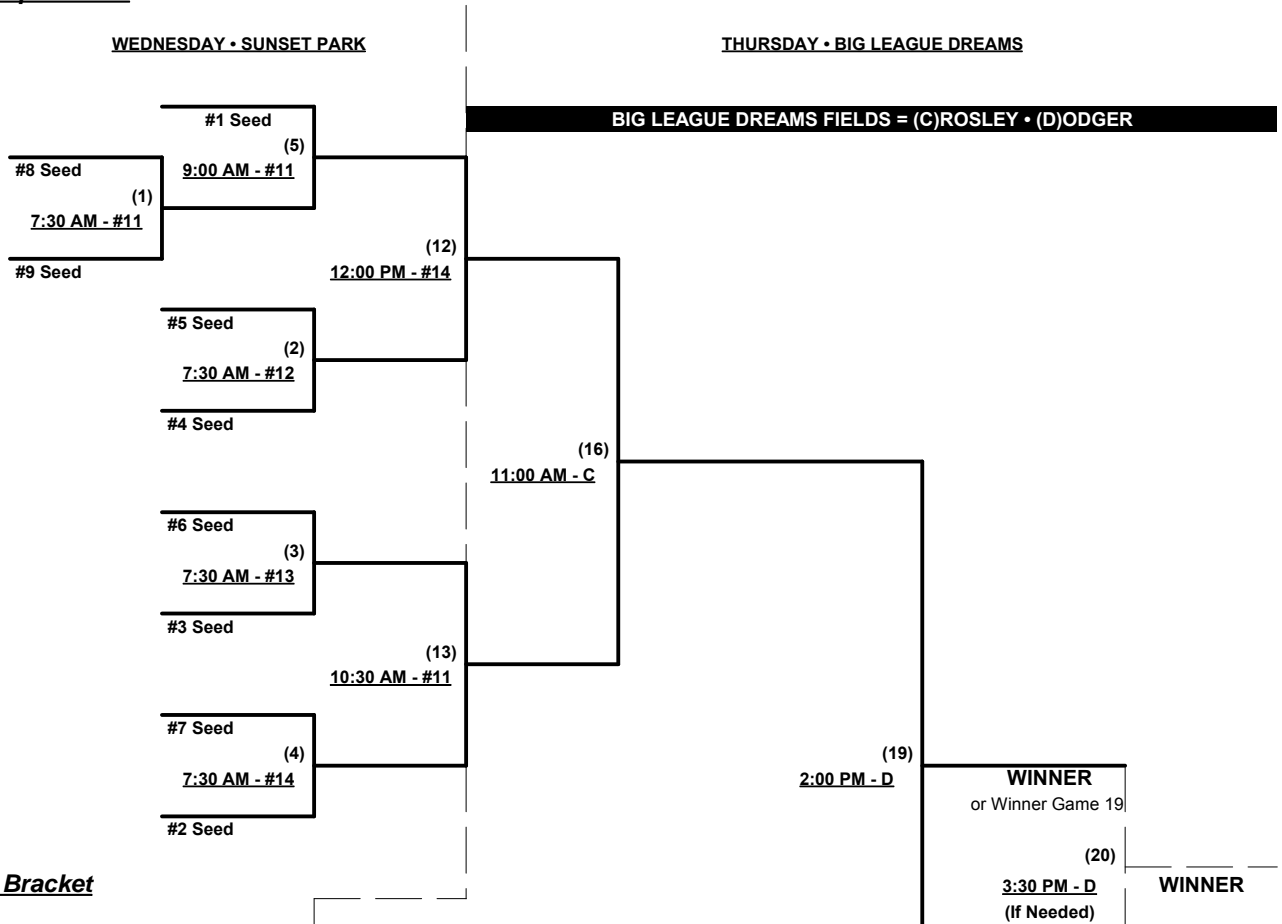 WEDNESDAY • SUNSET PARK
THURSDAY • BIG LEAGUE DREAMS
BIG LEAGUE DREAMS FIELDS = (C)ROSLEY • (D)ODGER
#1 Seed
(5)
9:00 AM - #11
#8 Seed
(1)
7:30 AM - #11
#9 Seed
(12)
12:00 PM - #14
#5 Seed
(2)
7:30 AM - #12
#4 Seed
(16)
11:00 AM - C
#6 Seed
(3)
7:30 AM - #13
#3 Seed
(13)
10:30 AM - #11
#7 Seed
(4)
7:30 AM - #14
#2 Seed
(19)
2:00 PM - D
WINNER
or Winner Game 19
(20)
3:30 PM - D
(If Needed)
WINNER
Bracket